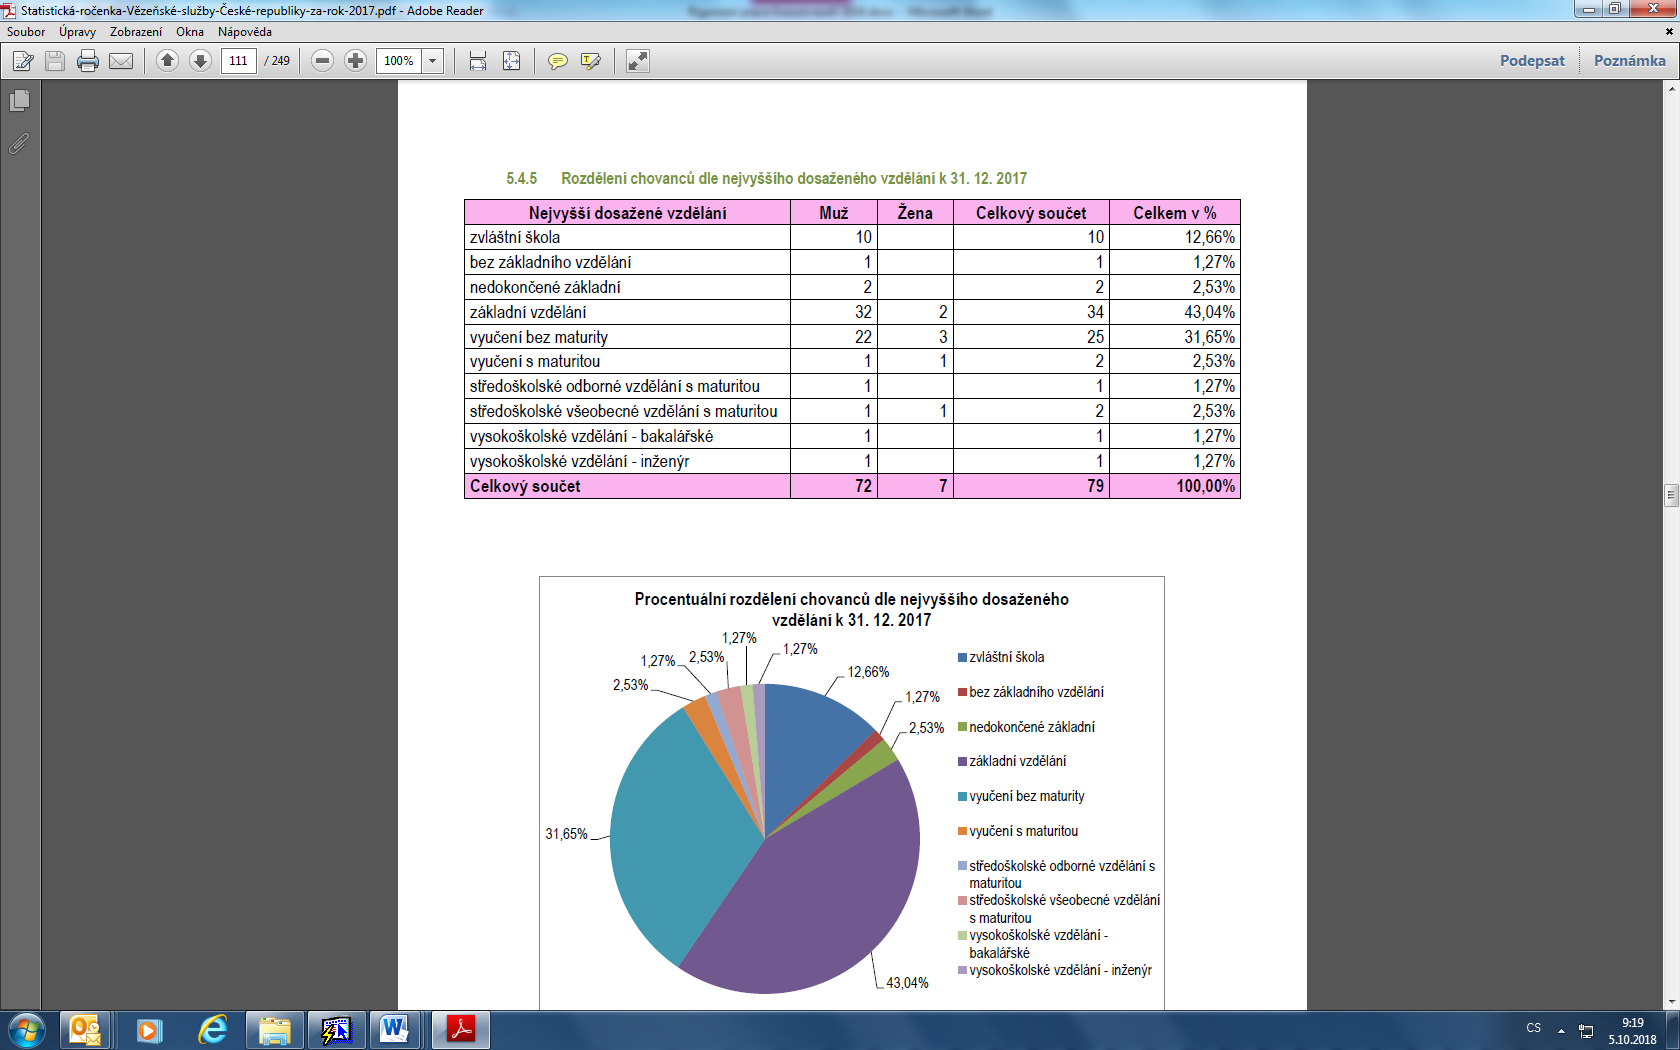 Statistická-ročenka-Vězeňské-služby-České-republiky-za-rok-2017.pdf - Adobe Reader
Soubor Úpravy Zobrazení Okna Nápověda
111 / 249 100% Podepsat Poznámka
5.4.5 Rozdělení chovanců dle nejvyššího dosaženého vzdělání k 31. 12. 2017
Nejvyšší dosažené vzdělání Muž Žena Celkový součet Celkem v %
zvláštní škola 10 10 12,66%
bez základního vzdělání 1 1 1,27%
nedokončené základní 2 2 2,53%
základní vzdělání 32 2 34 43,04%
vyučení bez maturity 22 3 25 31,65%
vyučení s maturitou 1 1 2 2,53%
středoškolské odborné vzdělání s maturitou 1 1 1,27%
středoškolské všeobecné vzdělání s maturitou 1 1 2 2,53%
vysokoškolské vzdělání - bakalářské 1 1 1,27%
vysokoškolské vzdělání - inženýr 1 1 1,27%
Celkový součet 72 7 79 100,00%
Procentuální rozdělení chovanců dle nejvyššího dosaženého
vzdělání k 31. 12. 2017
1,27%
1,27%
2,53%
1,27%
2,53%
12,66%
1,27%
2,53%
31,65%
43,04%
zvláštní škola
bez základního vzdělání
nedokončené základní
základní vzdělání
vyučení bez maturity
vyučení s maturitou
středoškolské odborné vzdělání s
maturitou
středoškolské všeobecné vzdělání
s maturitou
vysokoškolské vzdělání -
bakalářské
vysokoškolské vzdělání - inženýr
CS 9:19
5.10.2018